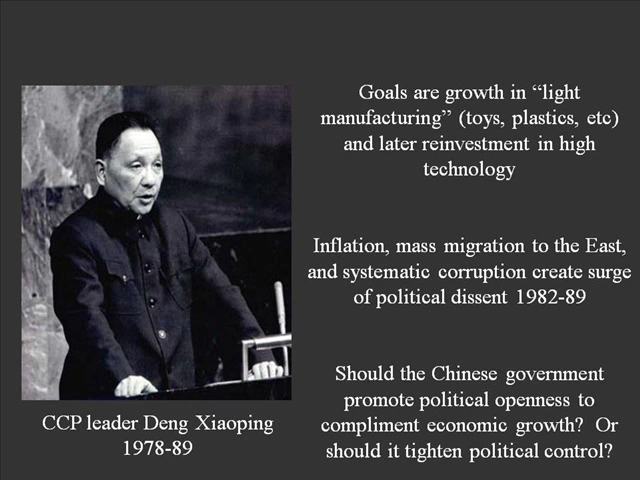 Goals are growth in “light
manufacturing” (toys, plastics, etc)
and later reinvestment in high
technology
Inflation, mass migration to the East,
and systematic corruption create surge
of political dissent 1982-89
Should the Chinese government
promote political openness to
compliment economic growth?  Or
should it tighten political control?
CCP leader Deng Xiaoping
1978-89